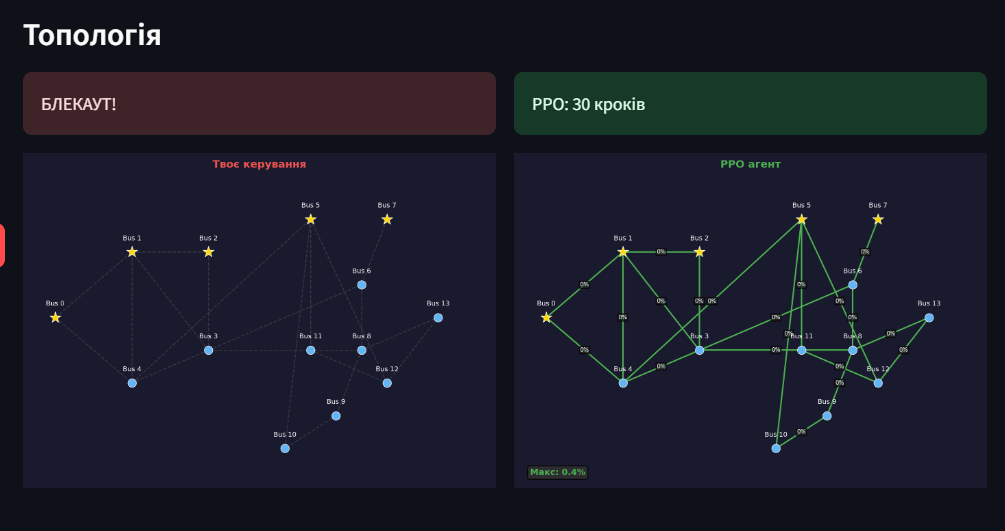 Топологія
БЛЕКАУТ!
PPO: 30 кроків
Твоє керування
Bus 5
Bus 7
Bus 1
Bus 2
Bus 6
Bus 0
Bus 13
Bus 3
Bus 11
Bus 8
Bus 4
Bus 12
Bus 9
Bus 10
PPO агент
Bus 5
Bus 7
Bus 1
Bus 2
0%
0%
Bus 6
0%
0%
Bus 0
0%
0%
0%
0%
Bus 13
0%
0%
0%
0%
0%
Bus 3
Bus 11
Bus 8
0%
0%
0%
0%
Bus 4
0%
0%
Bus 12
0%
Bus 9
Bus 10
0%
Макс: 0.4%